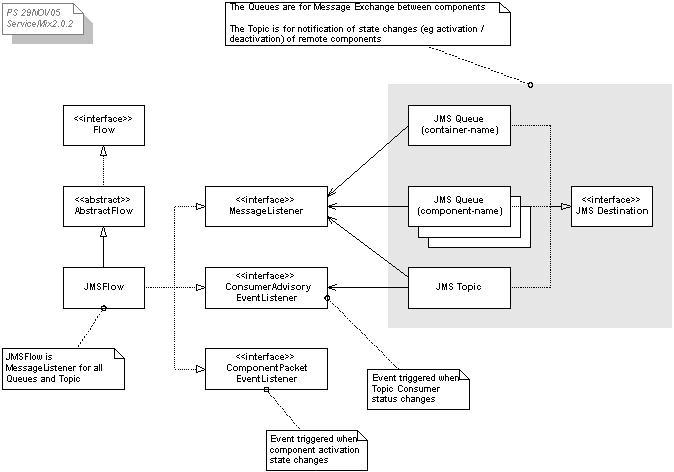 PS 29NOV05
ServiceMix2.0.2
The Queues are for Message Exchange between components
The Topic is for notification of state changes (eg activation /
deactivation) of remote components
<<interface>>
Flow
JMS Queue
(container-name)
<<abstract>>
AbstractFlow
<<interface>>
MessageListener
JMS Queue
(component-name)
<<interface>>
JMS Destination
JMSFlow
<<interface>>
ConsumerAdvisory
EventListener
JMS Topic
JMSFlow is
MessageListener for all
Queues and Topic
<<interface>>
ComponentPacket
EventListener
Event triggered when
Topic Consumer
status changes
Event triggered when
component activation
state changes